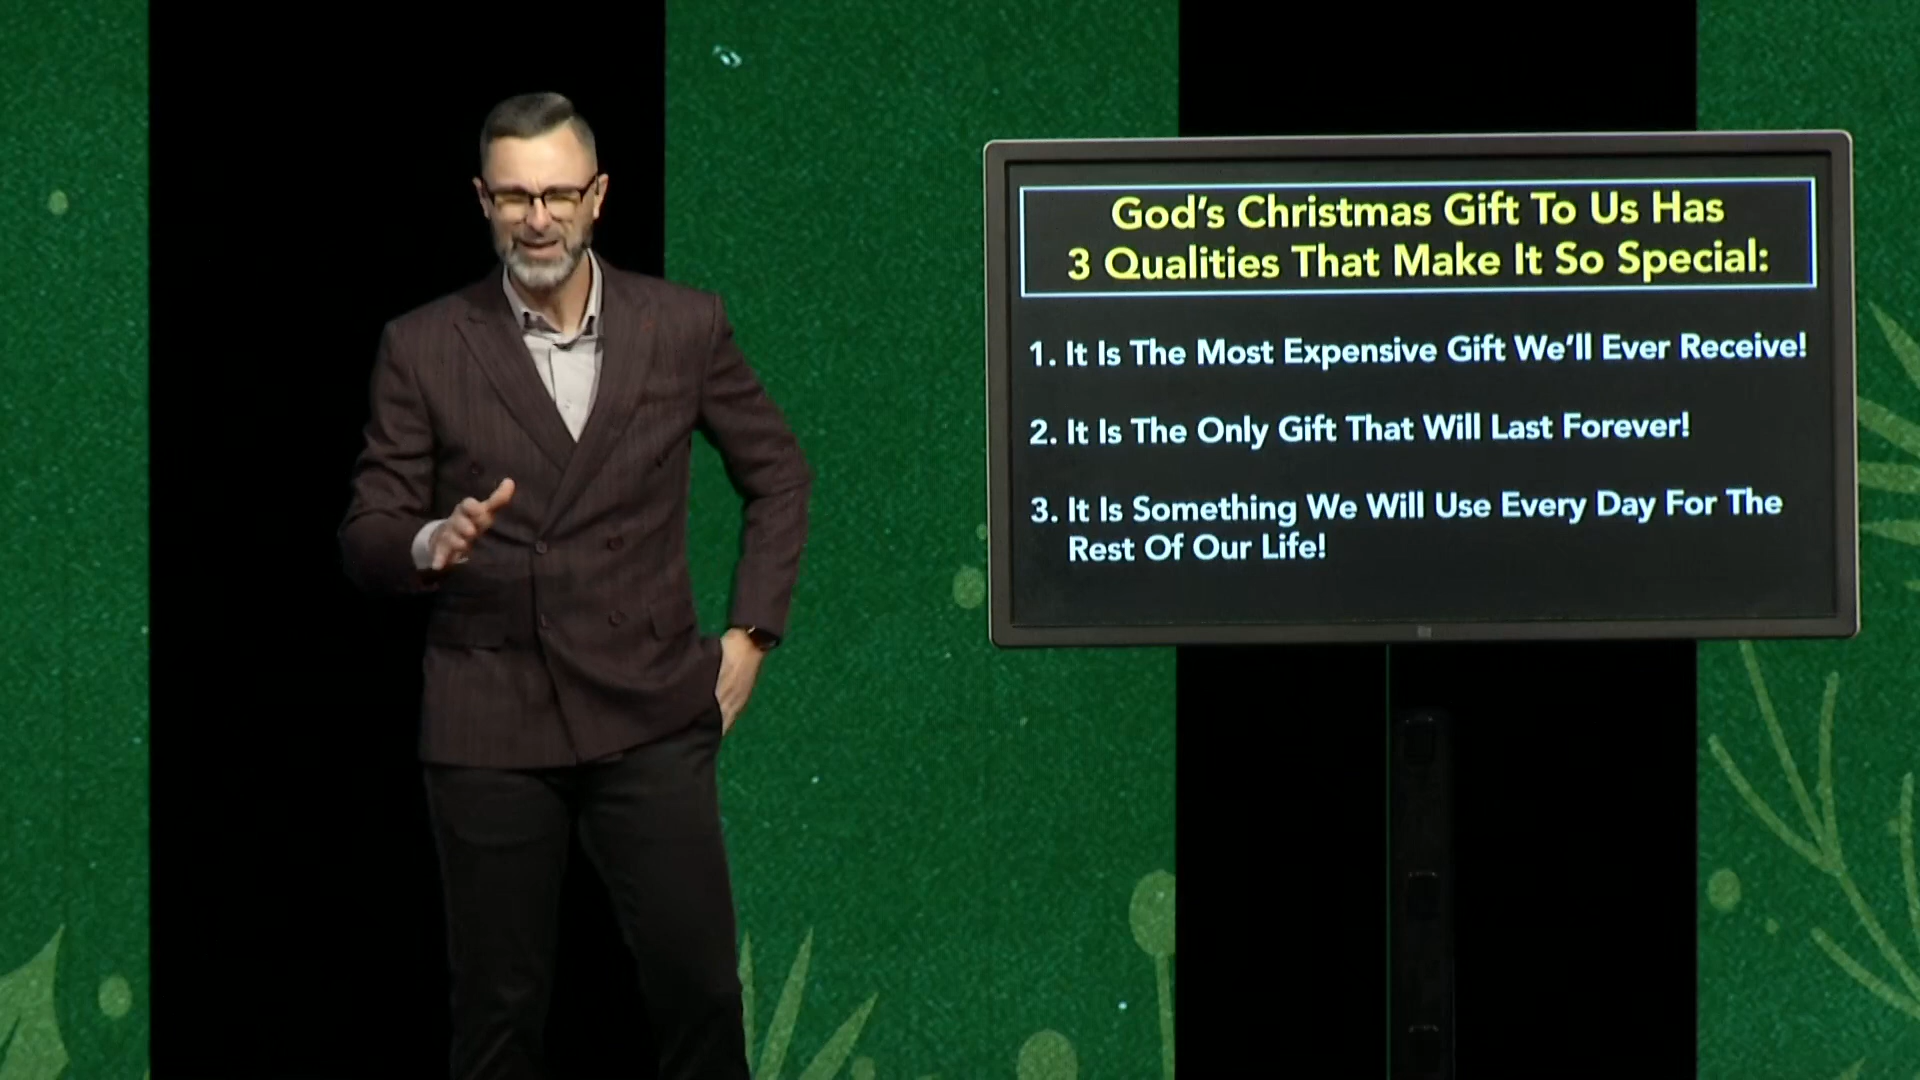 God's Christmas Gift To Us Has
3 Qualities That Make It So Special:
1. It Is The Most Expensive Gift We'll Ever Receive!
2. It Is The Only Gift That Will Last Forever!
3. It Is Something We Will Use Every Day For The
Rest Of Our Life!